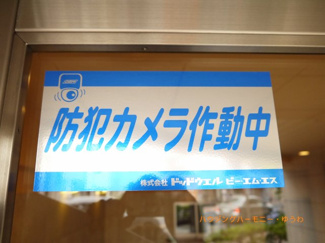 防犯カメラ作動中
株式会社 ドッドウエル ビー・エム・エス